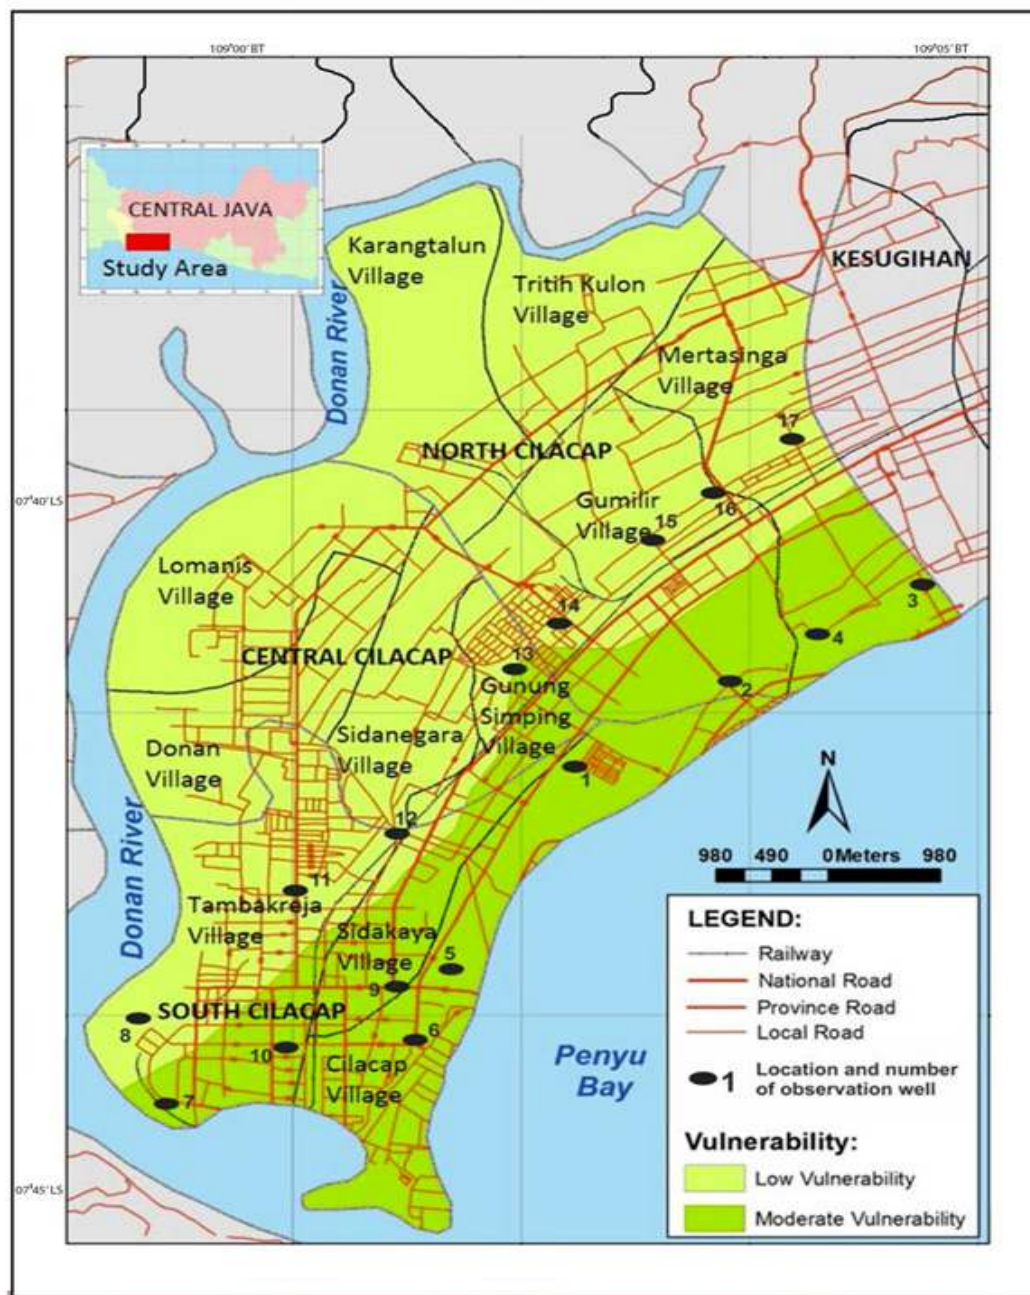 109°00' BT
109°05' BT
CENTRAL JAVA
Study Area
Karangtalun
Village
KESUGIHAN
Tritih Kulon
Village
Donan River
Mertasinga
Village
17
NORTH CILACAP
07°40' LS
Gumilir
Village
15
16
Lomanis
Village
3
14
4
CENTRAL CILACAP
13
Gunung
Simping
Village
2
Donan
Village
Sidanegara
Village
1
N
12
Donan River
980 490 0Meters 980
11
Tambakreja
Village
Sidakaya
Village
5
9
SOUTH CILACAP
8
6
10
Cilacap
Village
7
Penyu
Bay
07°45' LS
LEGEND:
Railway
National Road
Province Road
Local Road
1 Location and number
of observation well
Vulnerability:
Low Vulnerability
Moderate Vulnerability